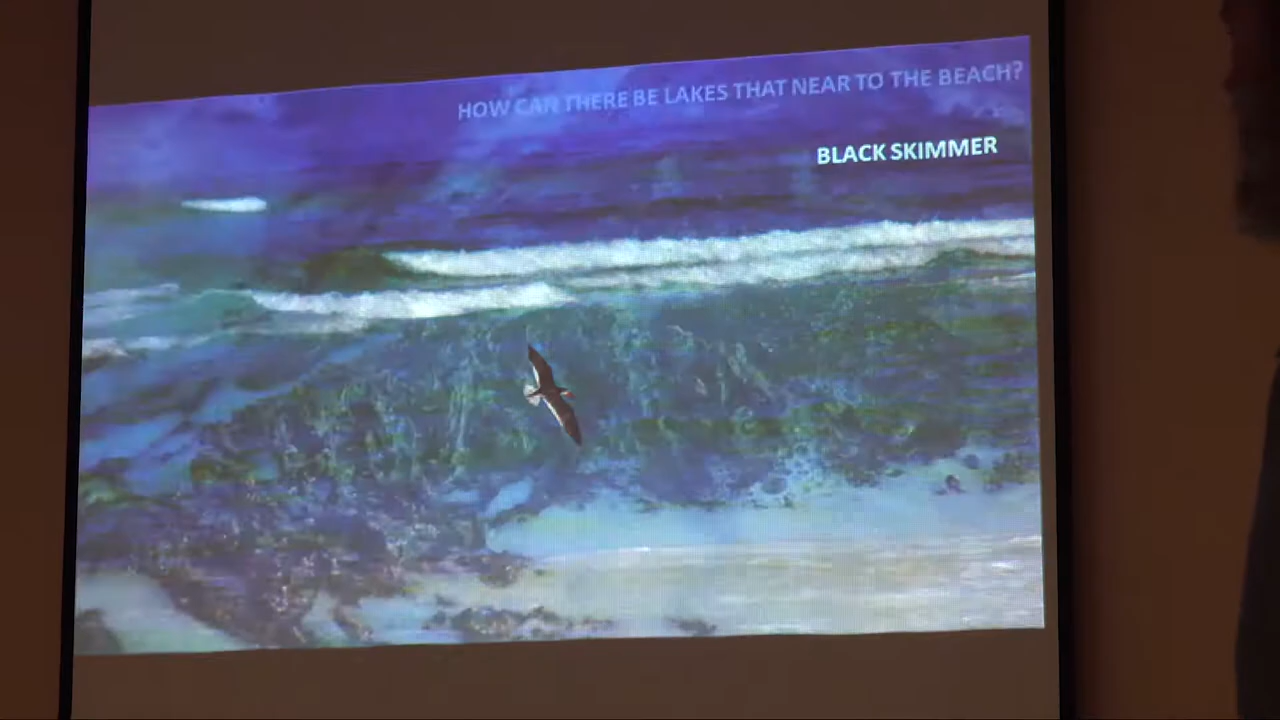 HOW CAN THERE BE LAKES THAT NEAR TO THE BEACH?
BLACK SKIMMER